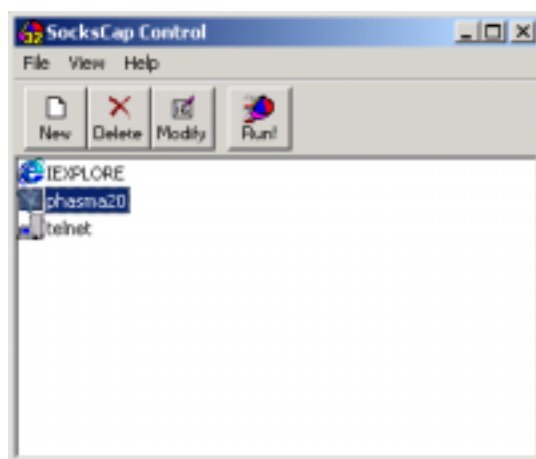 SocksCap Control
File View Help
New Delete Modify Run!
IEXPLORE
phasma20
telnet